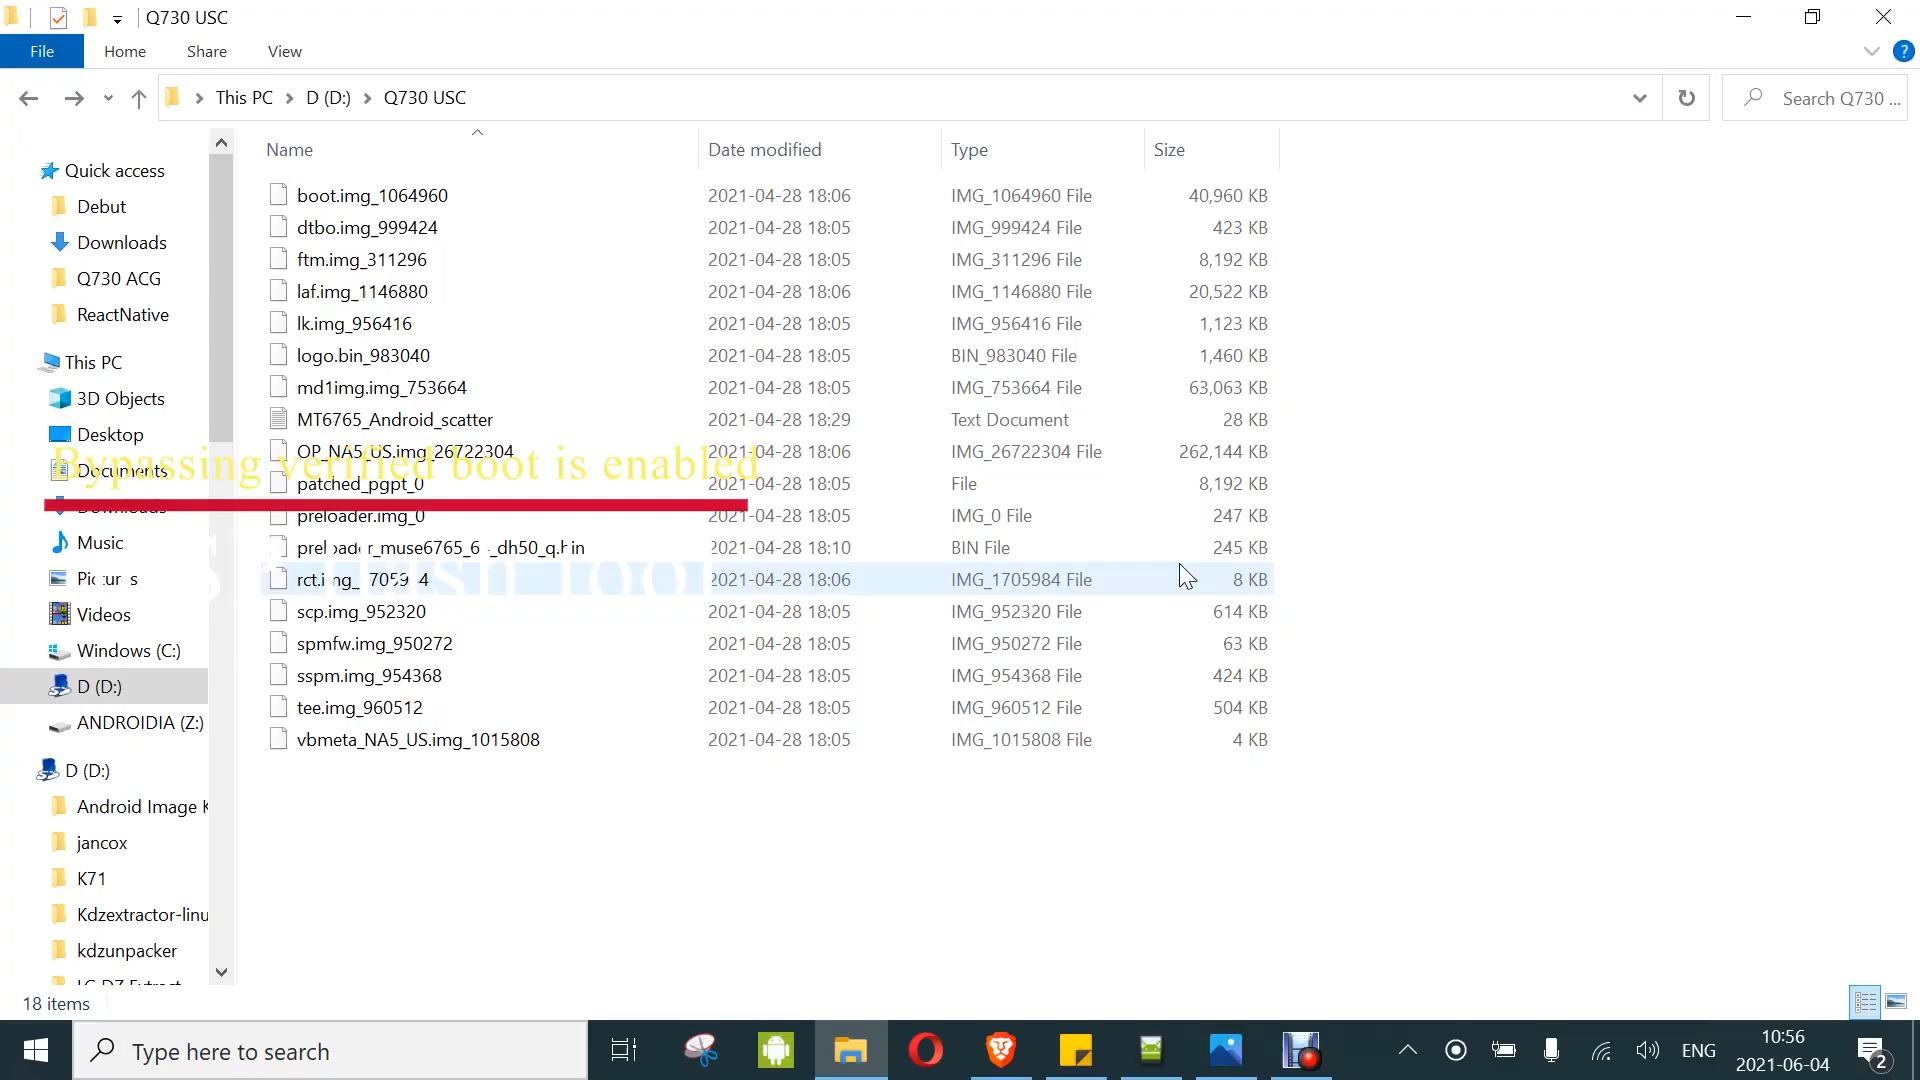 Q730 USC
File Home Share View
This PC D (D:) Q730 USC
Search Q730 ...
Name Date modified Type Size
Quick access
Debut
Downloads
Q730 ACG
ReactNative
This PC
3D Objects
Desktop
Documents
Downloads
Music
Pictures
Videos
Windows (C:)
D (D:)
ANDROIDIA (Z:)
D (D:)
Android Image K
jancox
K71
Kdzextractor-linu
kdzunpacker
boot.img_1064960 2021-04-28 18:06 IMG_1064960 File 40,960 KB
dtbo.img_999424 2021-04-28 18:05 IMG_999424 File 423 KB
ftm.img_311296 2021-04-28 18:05 IMG_311296 File 8,192 KB
laf.img_1146880 2021-04-28 18:06 IMG_1146880 File 20,522 KB
lk.img_956416 2021-04-28 18:05 IMG_956416 File 1,123 KB
logo.bin_983040 2021-04-28 18:05 BIN_983040 File 1,460 KB
md1img.img_753664 2021-04-28 18:05 IMG_753664 File 63,063 KB
MT6765_Android_scatter 2021-04-28 18:29 Text Document 28 KB
OP_NA5_US.img_26722304 2021-04-28 18:06 IMG_26722304 File 262,144 KB
Bypassing verified boot is enabled
patched_pgpt_0 2021-04-28 18:05 File 8,192 KB
preloader.img_0 2021-04-28 18:05 IMG_0 File 247 KB
2021-04-28 18:10 BIN File 245 KB
rct.img_1705984 2021-04-28 18:06 IMG_1705984 File 8 KB
Flash Tool
scp.img_952320 2021-04-28 18:05 IMG_952320 File 614 KB
spmfw.img_950272 2021-04-28 18:05 IMG_950272 File 63 KB
sspm.img_954368 2021-04-28 18:05 IMG_954368 File 424 KB
tee.img_960512 2021-04-28 18:05 IMG_960512 File 504 KB
vbmeta_NA5_US.img_1015808 2021-04-28 18:05 IMG_1015808 File 4 KB
18 items
Type here to search
ENG
10:56
2021-06-04
2